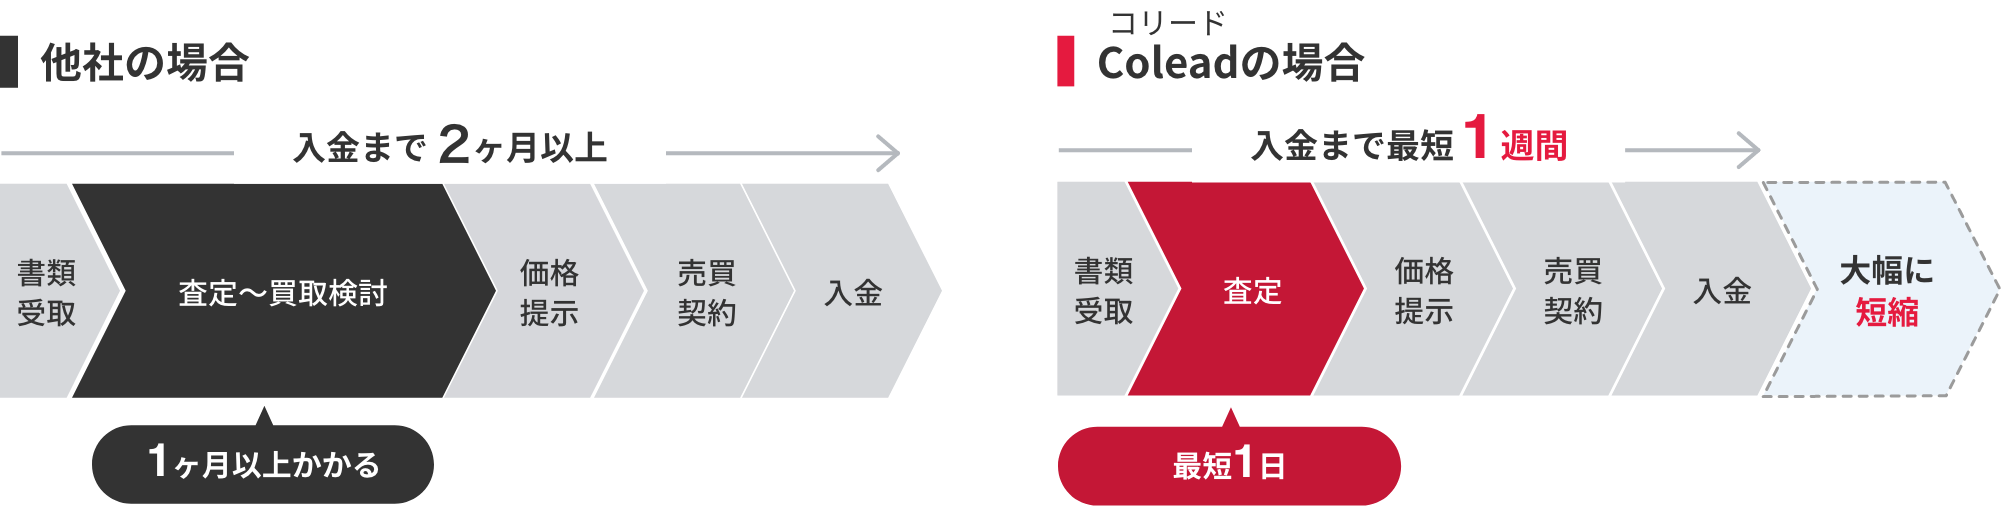 他社の場合
入金まで 2ヶ月以上
書類
受取
査定〜買取検討
価格
提示
売買
契約
入金
1ヶ月以上かかる
コリード
Coleadの場合
入金まで最短 1 週間
書類
受取
査定
価格
提示
売買
契約
入金
大幅に
短縮
最短1日